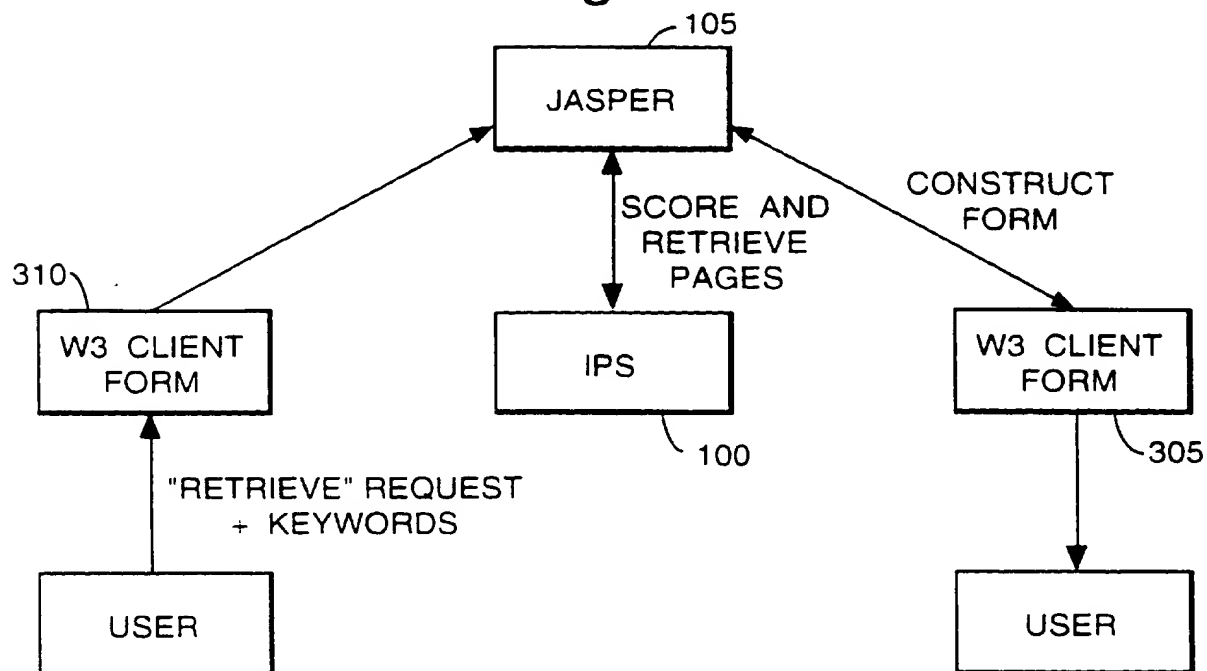 105
JASPER
CONSTRUCT
FORM
SCORE AND
RETRIEVE
PAGES
310
W3 CLIENT
FORM
IPS
W3 CLIENT
FORM
100
305
"RETRIEVE" REQUEST
+ KEYWORDS
USER
USER